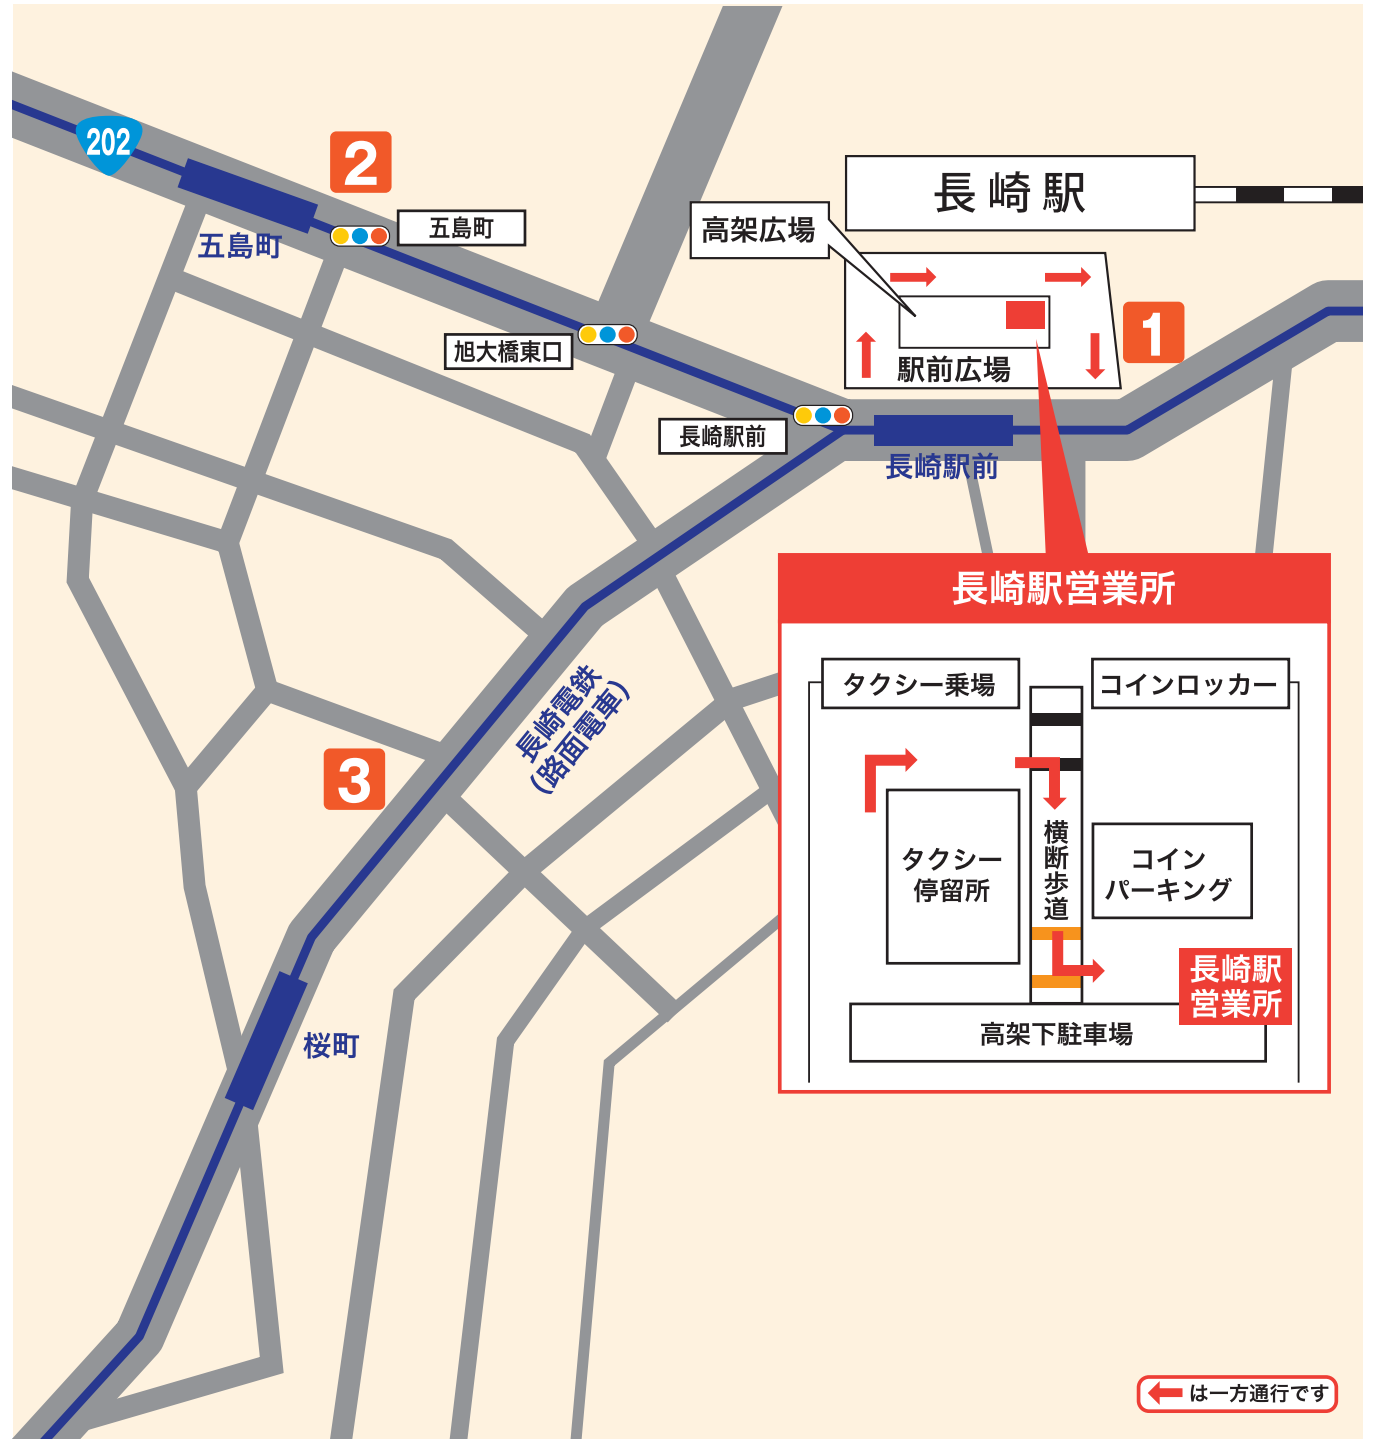 202
2
五島町
五島町
長崎駅
高架広場
1
旭大橋東口
駅前広場
長崎駅前
長崎駅前
長崎駅営業所
タクシー乗場
コインロッカー
長崎電鉄
(路面電車)
3
横断歩道
タクシー
停留所
コイン
パーキング
長崎駅
営業所
高架下駐車場
桜町
は一方通行です